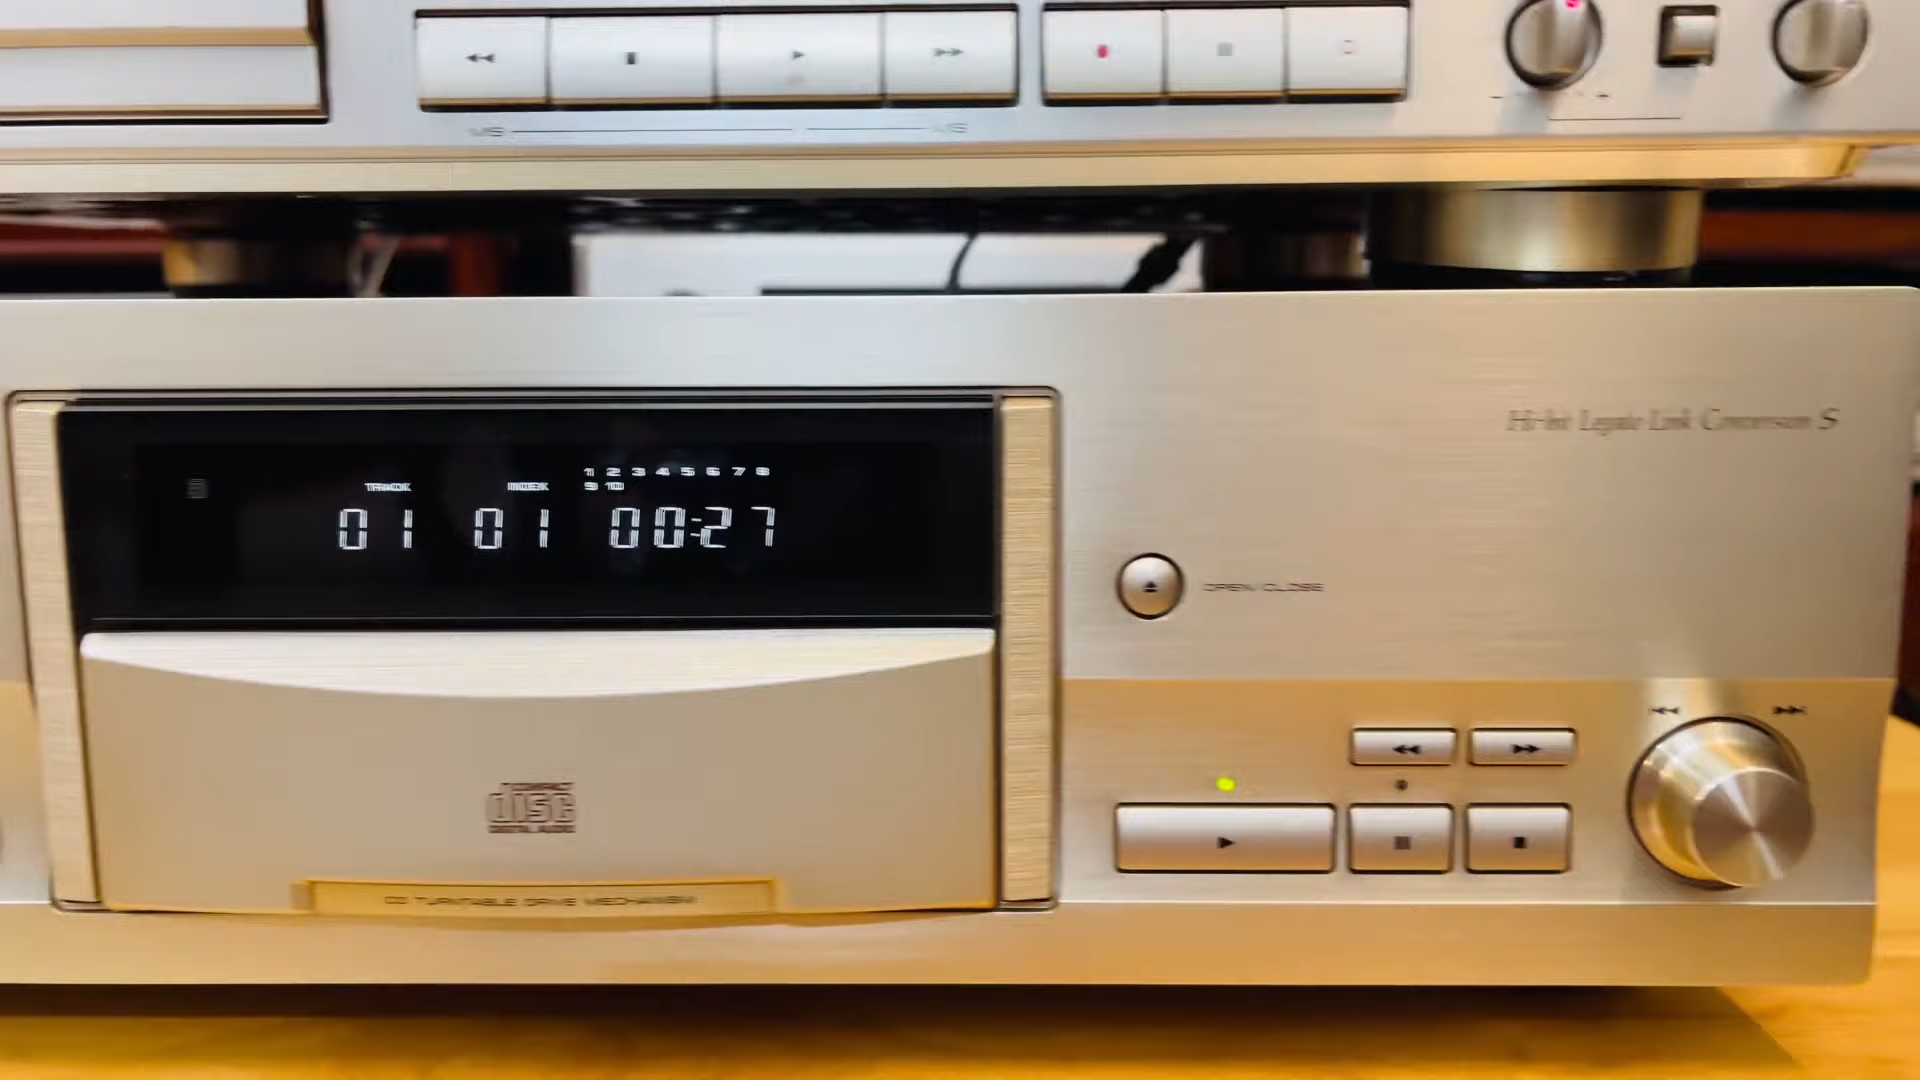 TRACK INDEX 1 2 3 4 5 6 7 8
9 10
01 01 00:27
Hi-bit Legato Link Conversion S
OPEN/CLOSE
COMPACT
disc
DIGITAL AUDIO
CD TURNTABLE DRIVE MECHANISM